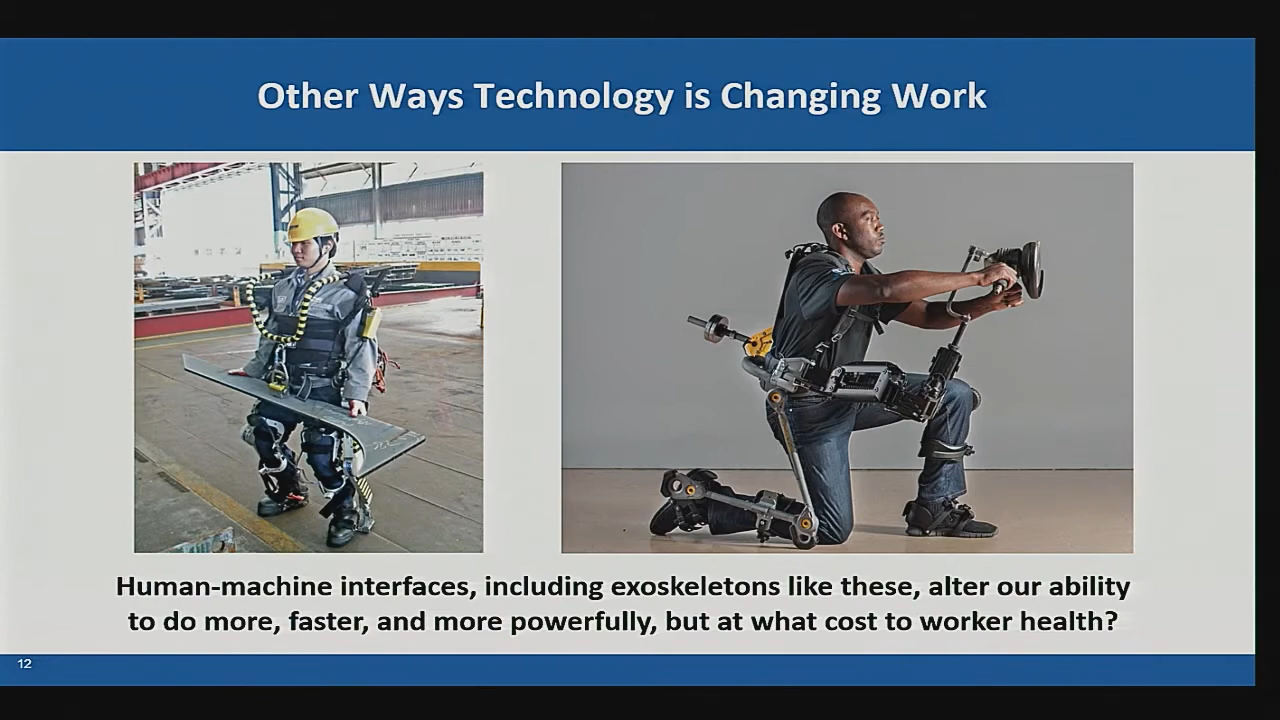 Other Ways Technology is Changing Work
Human-machine interfaces, including exoskeletons like these, alter our ability
to do more, faster, and more powerfully, but at what cost to worker health?
12